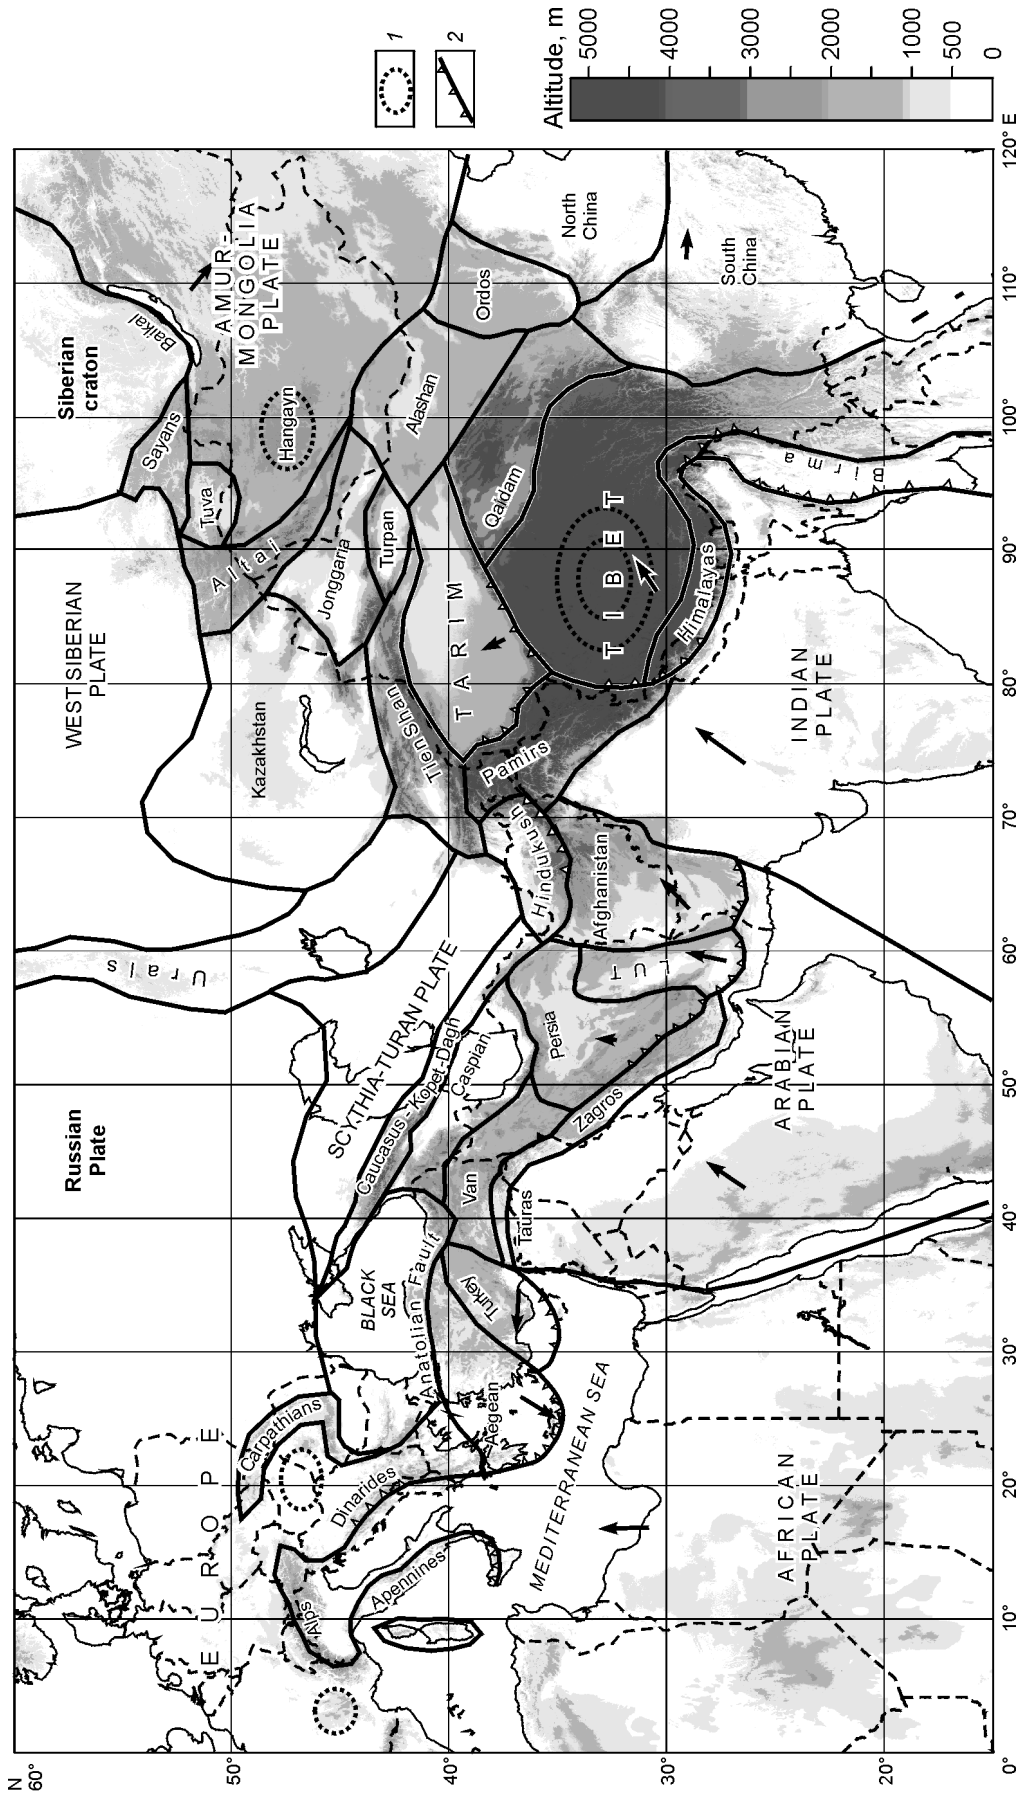 N
60°
50°
40°
30°
20°
0°
10°
20°
30°
40°
50°
60°
70°
80°
90°
100°
110°
120° E
1
2
Altitude, m
5000
4000
3000
2000
1000
500
0
Siberian
craton
Baikal
AMUR-
MONGOLIA
PLATE
North
China
South
China
Ordos
Alashan
Hangayn
Sayans
Tuva
Altai
Jonggaria
Turpan
Qaidam
TIBET
Himalayas
Birma
WEST SIBERIAN
PLATE
Kazakhstan
TARIM
Tien Shan
Pamirs
INDIAN
PLATE
Hindukush
Afghanistan
LUT
Urals
SCYTHIA-TURAN PLATE
Caucasus - Kopet-Dagh
Caspian
Persia
Zagros
ARABIAN
PLATE
Russian
Plate
Van
Tauras
BLACK
SEA
Anatolian Fault
Turkey
Aegean
MEDITERRANEAN SEA
EUROPE
Carpathians
Dinarides
Alps
Apennines
AFRICAN
PLATE